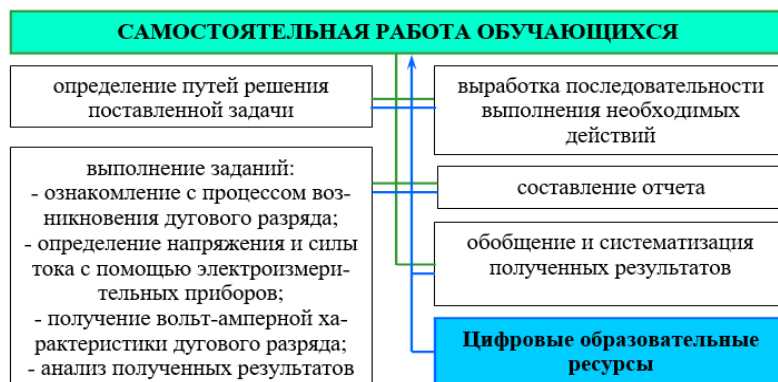 САМОСТОЯТЕЛЬНАЯ РАБОТА ОБУЧАЮЩИХСЯ
определение путей решения
поставленной задачи
выработка последовательности
выполнения необходимых
действий
выполнение заданий:
- ознакомление с процессом воз-
никновения дугового разряда;
- определение напряжения и силы
тока с помощью электроизмери-
тельных приборов;
- получение вольт-амперной ха-
рактеристики дугового разряда;
- анализ полученных результатов
составление отчета
обобщение и систематизация
полученных результатов
Цифровые образовательные
ресурсы